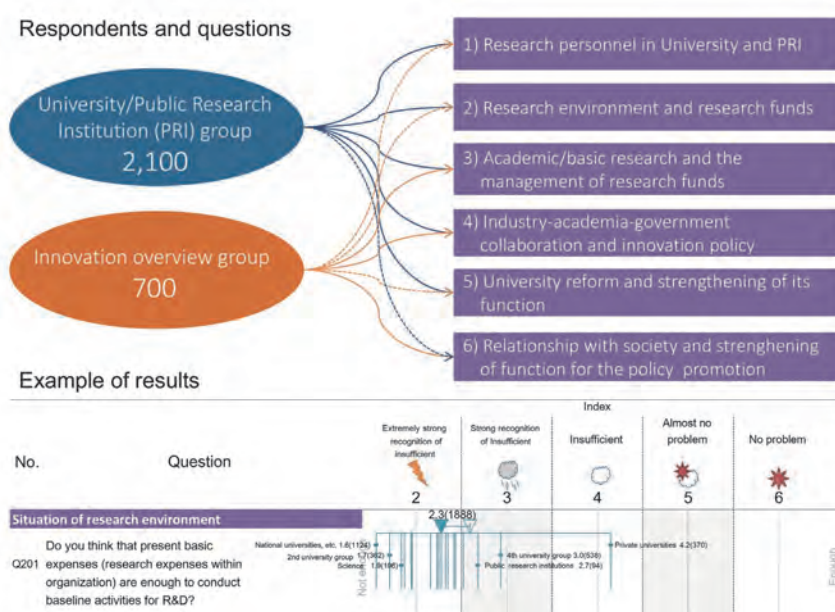 Respondents and questions
University/Public Research
Institution (PRI) group
2,100
Innovation overview group
700
1) Research personnel in University and PRI
2) Research environment and research funds
3) Academic/basic research and the
management of research funds
4) Industry-academia-government
collaboration and innovation policy
5) University reform and strengthening of its
function
6) Relationship with society and strenghening
of function for the policy promotion
Example of results
Index
No.
Question
Extremely strong
recognition of
insufficient
Strong recognition
of Insufficient
Insufficient
Almost no
problem
No problem
2
3
4
5
6
Situation of research environment
Q201
Do you think that present basic
expenses (research expenses within
organization) are enough to conduct
baseline activities for R&D?
2.3(1888)
National universities, etc. 1.6(1124)
2nd university group 1.7(362)
Science 1.9(166)
4th university group 3.0(538)
Public research institutions 2.7(94)
Private universities 4.2(370)
Enough